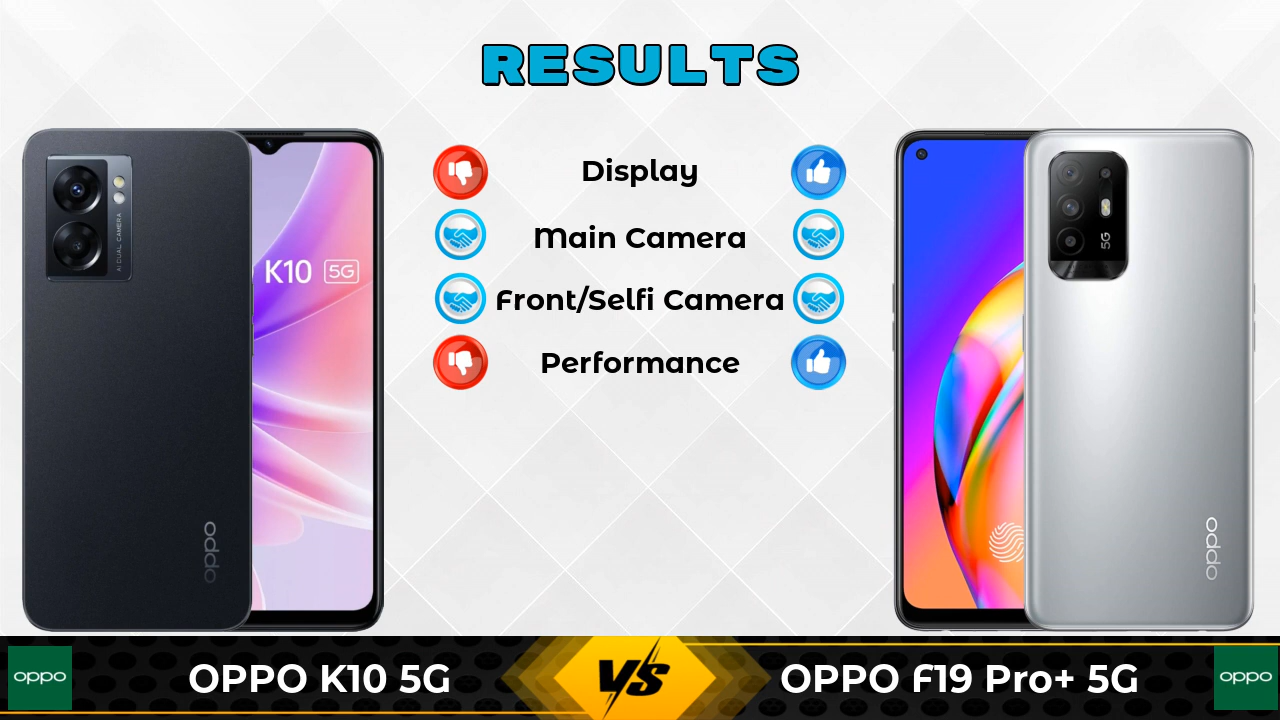 RESULTS
Display
Main Camera
Front/Selfi Camera
Performance
AI DUAL CAMERA
K10 5G
oppo
5G
oppo
oppo
OPPO K10 5G
VS
OPPO F19 Pro+ 5G
oppo